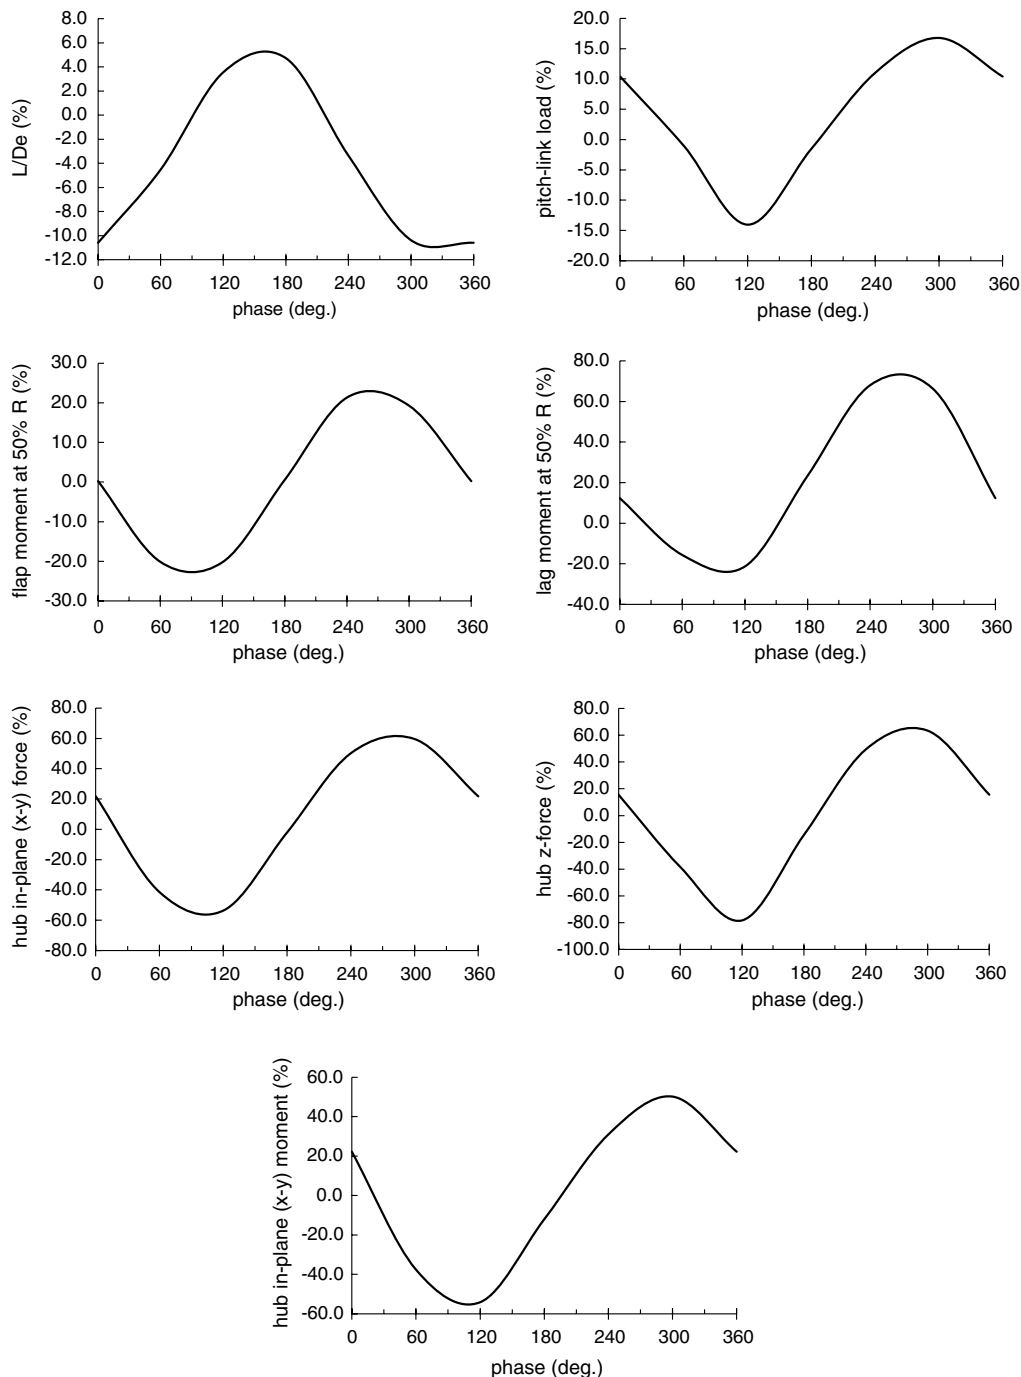 L/De (%)
8.0
6.0
4.0
2.0
0.0
-2.0
-4.0
-6.0
-8.0
-10.0
-12.0
0 60 120 180 240 300 360
phase (deg.)
pitch-link load (%)
20.0
15.0
10.0
5.0
0.0
-5.0
-10.0
-15.0
-20.0
0 60 120 180 240 300 360
phase (deg.)
flap moment at 50% R (%)
30.0
20.0
10.0
0.0
-10.0
-20.0
-30.0
0 60 120 180 240 300 360
phase (deg.)
lag moment at 50% R (%)
80.0
60.0
40.0
20.0
0.0
-20.0
-40.0
0 60 120 180 240 300 360
phase (deg.)
hub in-plane (x-y) force (%)
80.0
60.0
40.0
20.0
0.0
-20.0
-40.0
-60.0
-80.0
0 60 120 180 240 300 360
phase (deg.)
hub z-force (%)
80.0
60.0
40.0
20.0
0.0
-20.0
-40.0
-60.0
-80.0
-100.0
0 60 120 180 240 300 360
phase (deg.)
hub in-plane (x-y) moment (%)
60.0
40.0
20.0
0.0
-20.0
-40.0
-60.0
0 60 120 180 240 300 360
phase (deg.)